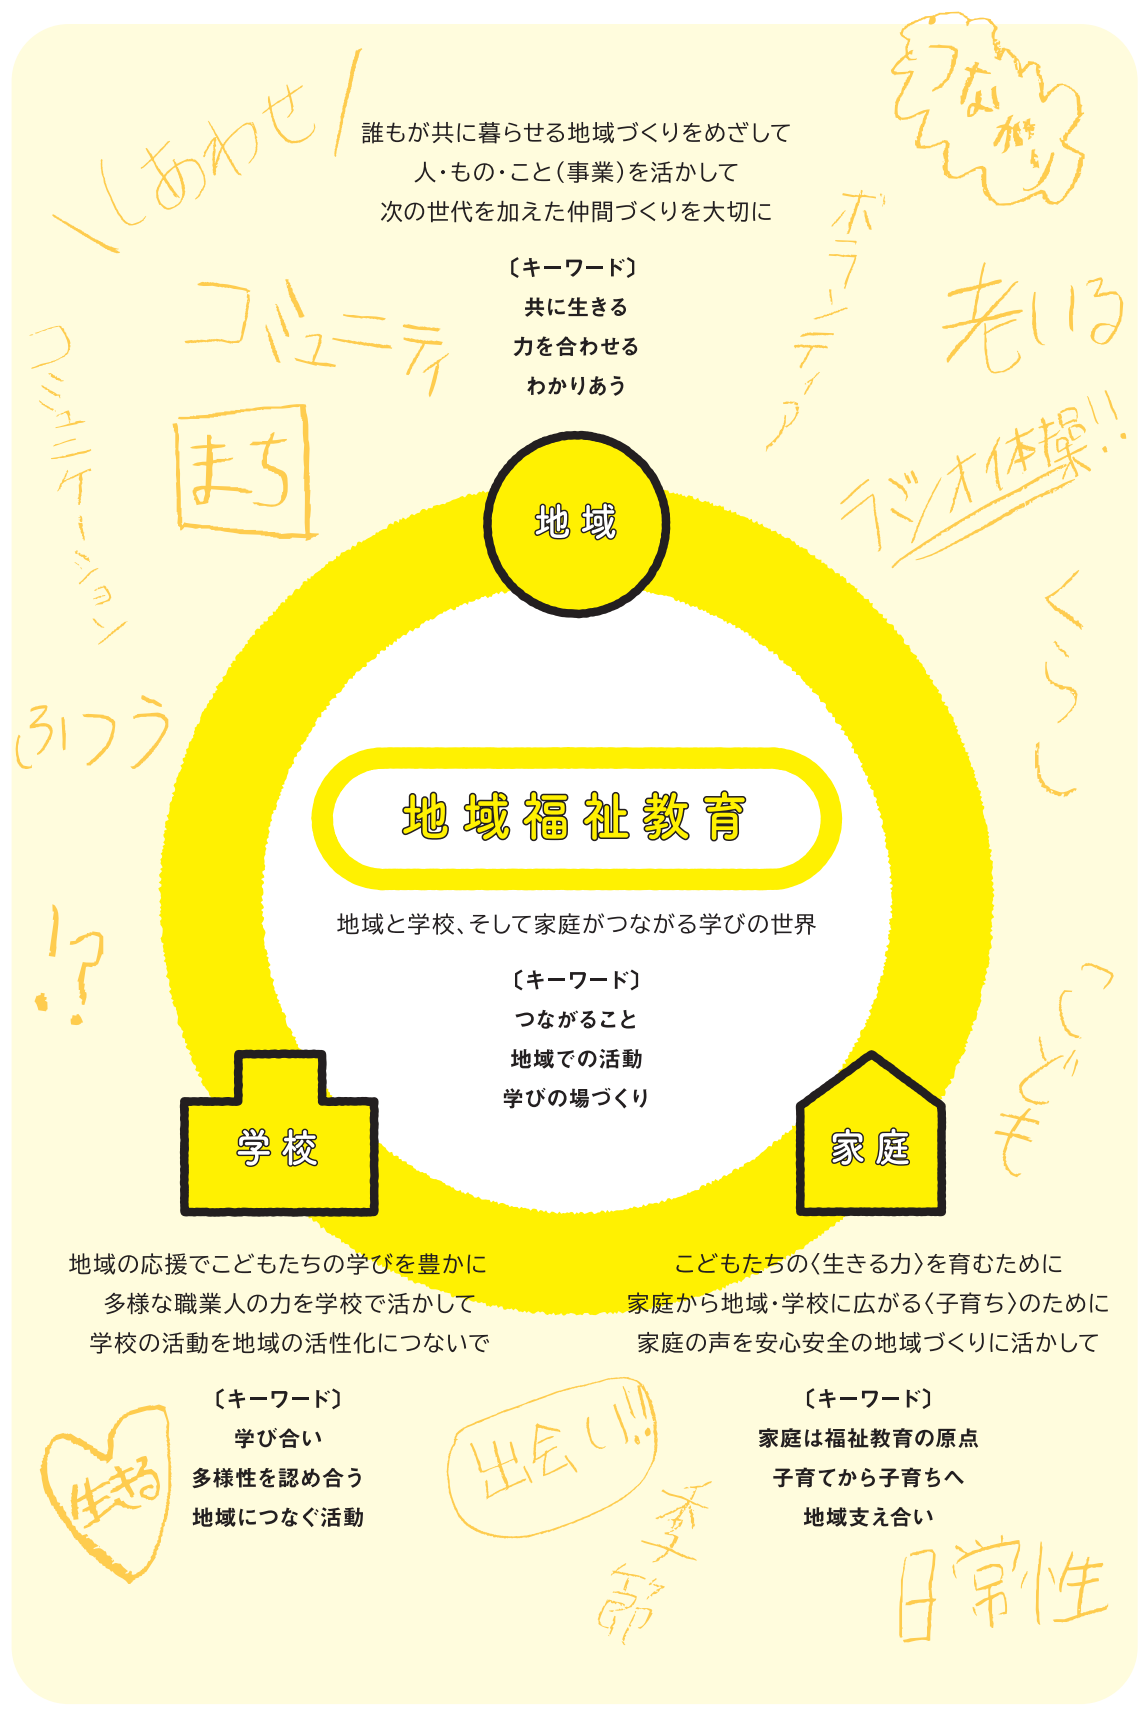 ＼しあわせ／
つながり
誰もが共に暮らせる地域づくりをめざして
人・もの・こと（事業）を活かして
次の世代を加えた仲間づくりを大切に
〔キーワード〕
共に生きる
力を合わせる
わかりあう
コミュニティ
まち
コミュニケーション
ボランティア
老いる
ラジオ体操!!
くらし
ふつう
地域
地域福祉教育
地域と学校、そして家庭がつながる学びの世界
〔キーワード〕
つながること
地域での活動
学びの場づくり
!?
こども
学校
家庭
地域の応援でこどもたちの学びを豊かに
多様な職業人の力を学校で活かして
学校の活動を地域の活性化につないで
〔キーワード〕
学び合い
多様性を認め合う
地域につなぐ活動
こどもたちの〈生きる力〉を育むために
家庭から地域・学校に広がる〈子育ち〉のために
家庭の声を安心安全の地域づくりに活かして
〔キーワード〕
家庭は福祉教育の原点
子育てから子育ちへ
地域支え合い
生きる
出会い!!
季節
日常性